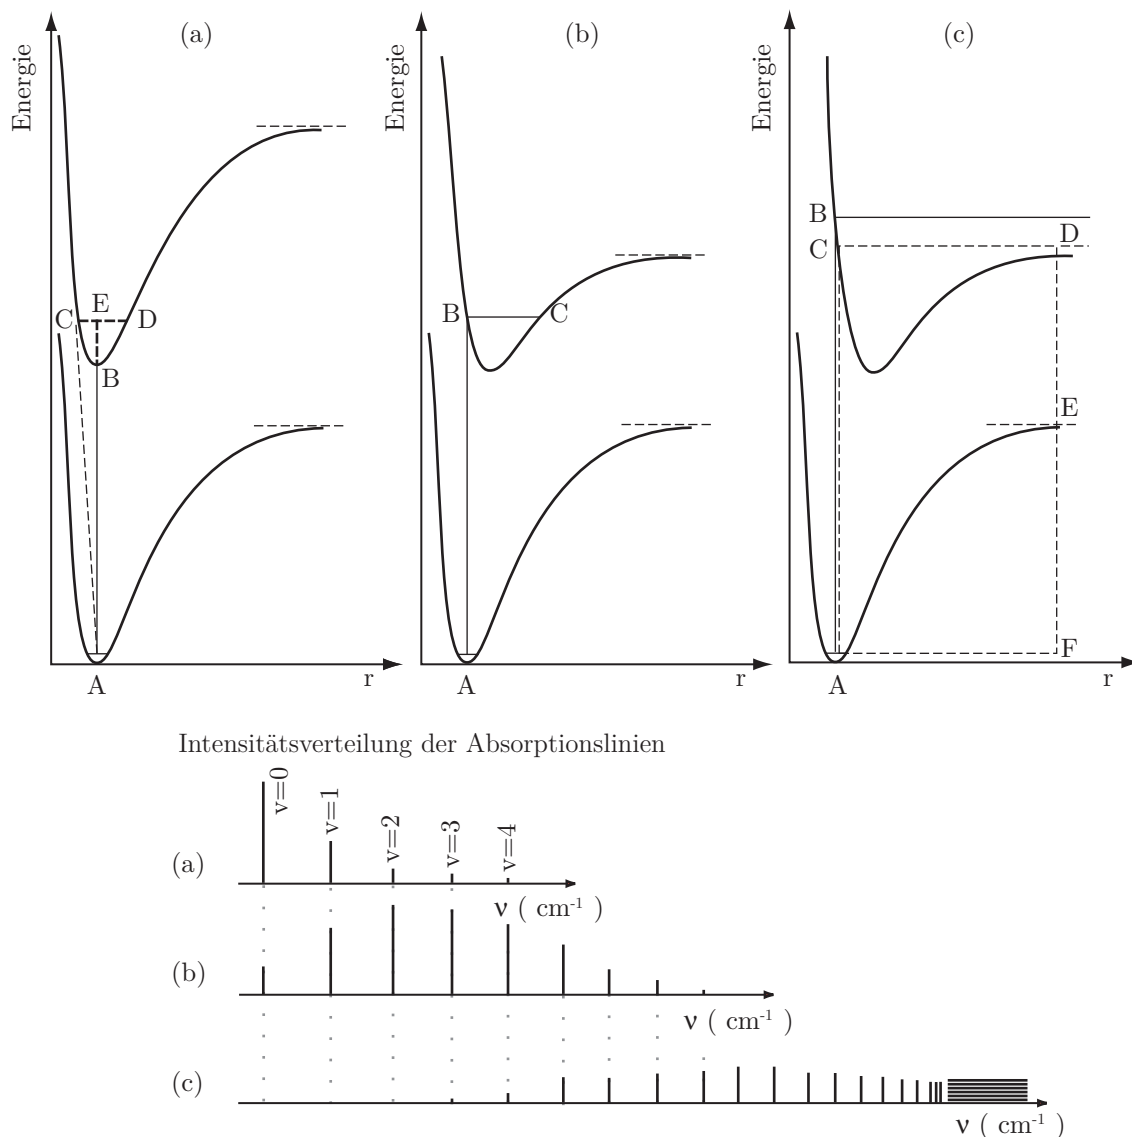 (a)
Energie
C
E
D
B
A
r
(b)
Energie
B
C
A
r
(c)
Energie
B
C
D
E
F
A
r
Intensitätsverteilung der Absorptionslinien
(a)
v=0
v=1
v=2
v=3
v=4
ν ( cm-1 )
(b)
ν ( cm-1 )
(c)
ν ( cm-1 )